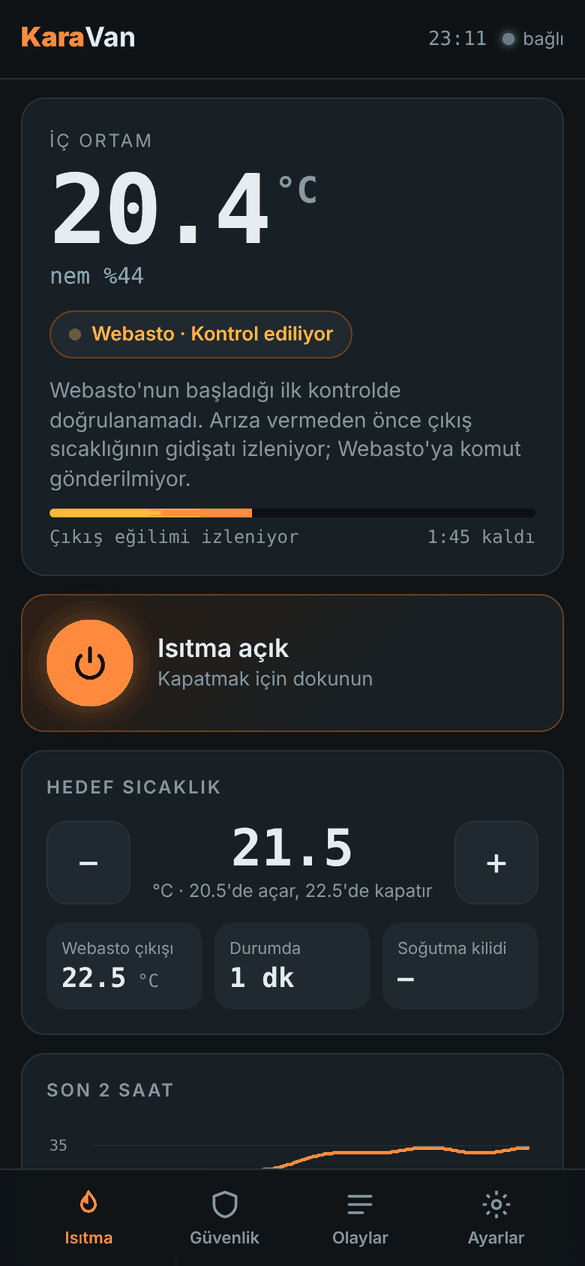 KaraVan
23:11 bağlı
İÇ ORTAM
20.4 °C
nem %44
Webasto · Kontrol ediliyor
Webasto'nun başladığı ilk kontrolde
doğrulanamadı. Arıza vermeden önce çıkış
sıcaklığının gidişatı izleniyor; Webasto'ya komut
gönderilmiyor.
Çıkış eğilimi izleniyor 1:45 kaldı
Isıtma açık
Kapatmak için dokunun
HEDEF SICAKLIK
− 21.5 +
°C · 20.5'de açar, 22.5'de kapatır
Webasto çıkışı Durumda Soğutma kilidi
22.5 °C 1 dk –
SON 2 SAAT
35
Isıtma Güvenlik Olaylar Ayarlar